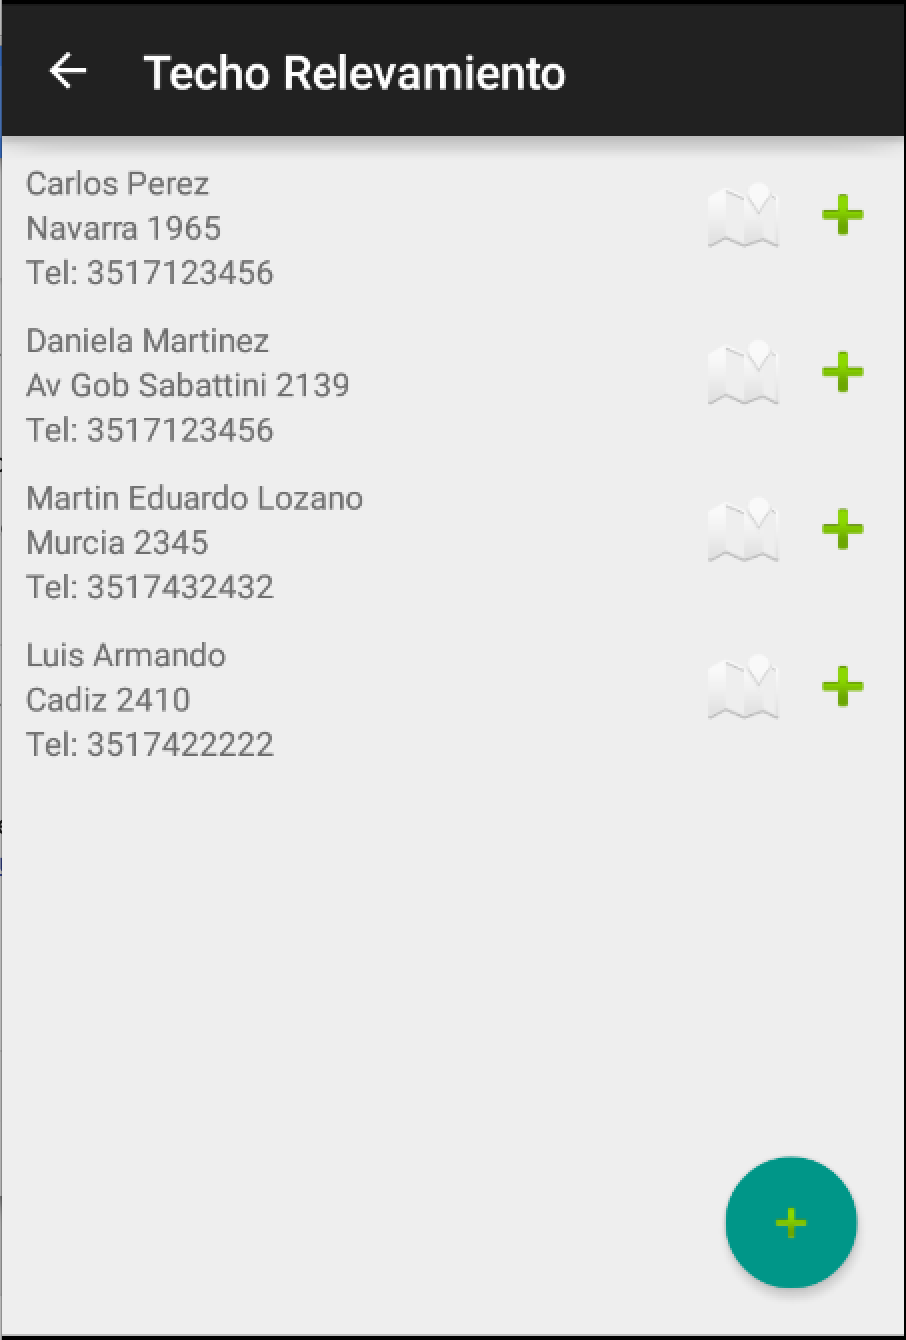 Techo Relevamiento
Carlos Perez
Navarra 1965
Tel: 3517123456
Daniela Martinez
Av Gob Sabattini 2139
Tel: 3517123456
Martin Eduardo Lozano
Murcia 2345
Tel: 3517432432
Luis Armando
Cadiz 2410
Tel: 3517422222